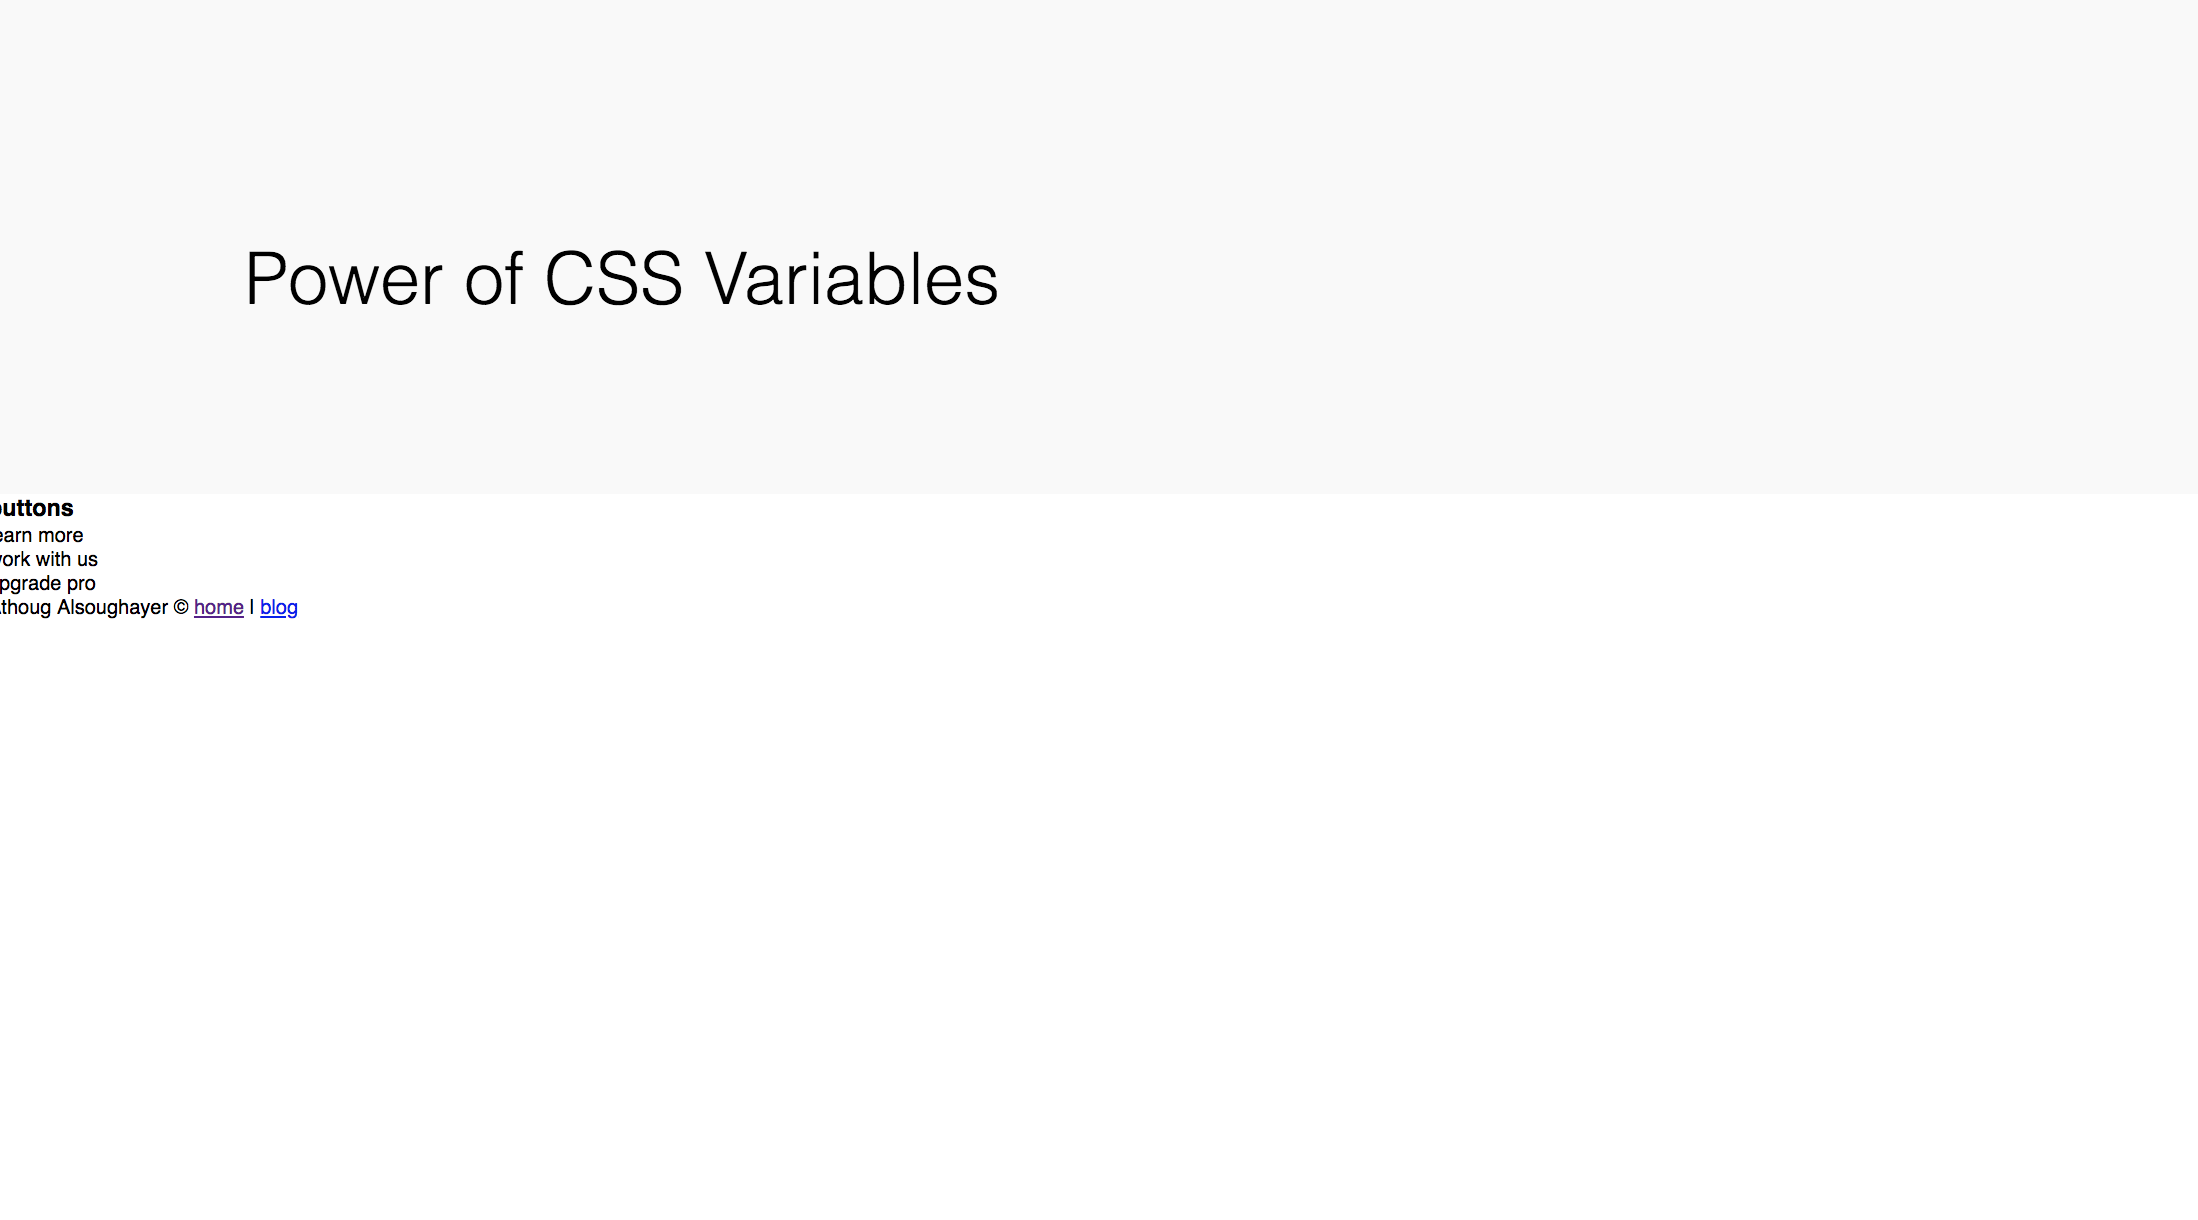 Power of CSS Variables
uttons
earn more
ork with us
pgrade pro
thoug Alsoughayer © home | blog